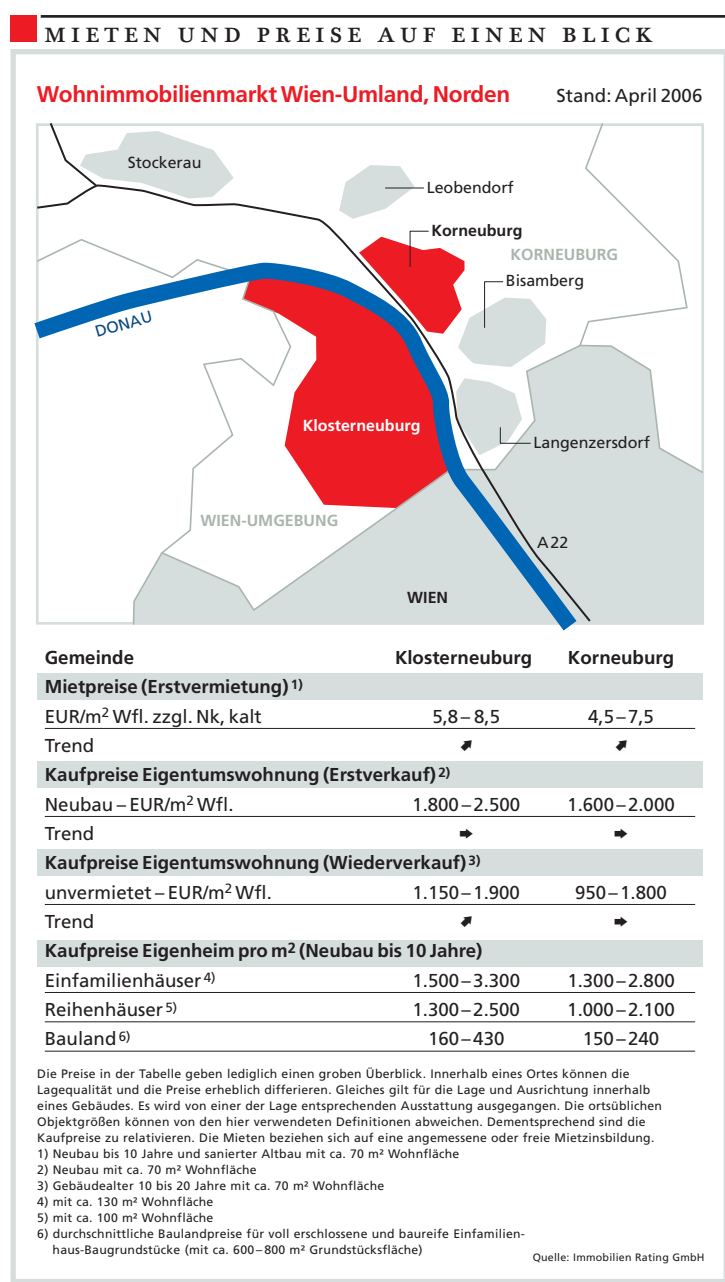 MIETEN UND PREISE AUF EINEN BLICK
Wohnimmobilienmarkt Wien-Umland, Norden Stand: April 2006
Stockerau
Leobendorf
Korneuburg
KORNEUBURG
Bisamberg
DONAU
Klosterneuburg
Langenzersdorf
WIEN-UMGEBUNG
A 22
WIEN
Gemeinde Klosterneuburg Korneuburg
Mietpreise (Erstvermietung) 1)
EUR/m² Wfl. zzgl. Nk, kalt 5,8–8,5 4,5–7,5
Trend ⬈ ⬈
Kaufpreise Eigentumswohnung (Erstverkauf) 2)
Neubau – EUR/m² Wfl. 1.800–2.500 1.600–2.000
Trend ➡ ➡
Kaufpreise Eigentumswohnung (Wiederverkauf) 3)
unvermietet – EUR/m² Wfl. 1.150–1.900 950–1.800
Trend ⬈ ➡
Kaufpreise Eigenheim pro m² (Neubau bis 10 Jahre)
Einfamilienhäuser 4) 1.500–3.300 1.300–2.800
Reihenhäuser 5) 1.300–2.500 1.000–2.100
Bauland 6) 160–430 150–240
Die Preise in der Tabelle geben lediglich einen groben Überblick. Innerhalb eines Ortes können die
Lagequalität und die Preise erheblich differieren. Gleiches gilt für die Lage und Ausrichtung innerhalb
eines Gebäudes. Es wird von einer der Lage entsprechenden Ausstattung ausgegangen. Die ortsüblichen
Objektgrößen können von den hier verwendeten Definitionen abweichen. Dementsprechend sind die
Kaufpreise zu relativieren. Die Mieten beziehen sich auf eine angemessene oder freie Mietzinsbildung.
1) Neubau bis 10 Jahre und sanierter Altbau mit ca. 70 m² Wohnfläche
2) Neubau mit ca. 70 m² Wohnfläche
3) Gebäudealter 10 bis 20 Jahre mit ca. 70 m² Wohnfläche
4) mit ca. 130 m² Wohnfläche
5) mit ca. 100 m² Wohnfläche
6) durchschnittliche Baulandpreise für voll erschlossene und baureife Einfamilien-
haus-Baugrundstücke (mit ca. 600–800 m² Grundstücksfläche)
Quelle: Immobilien Rating GmbH